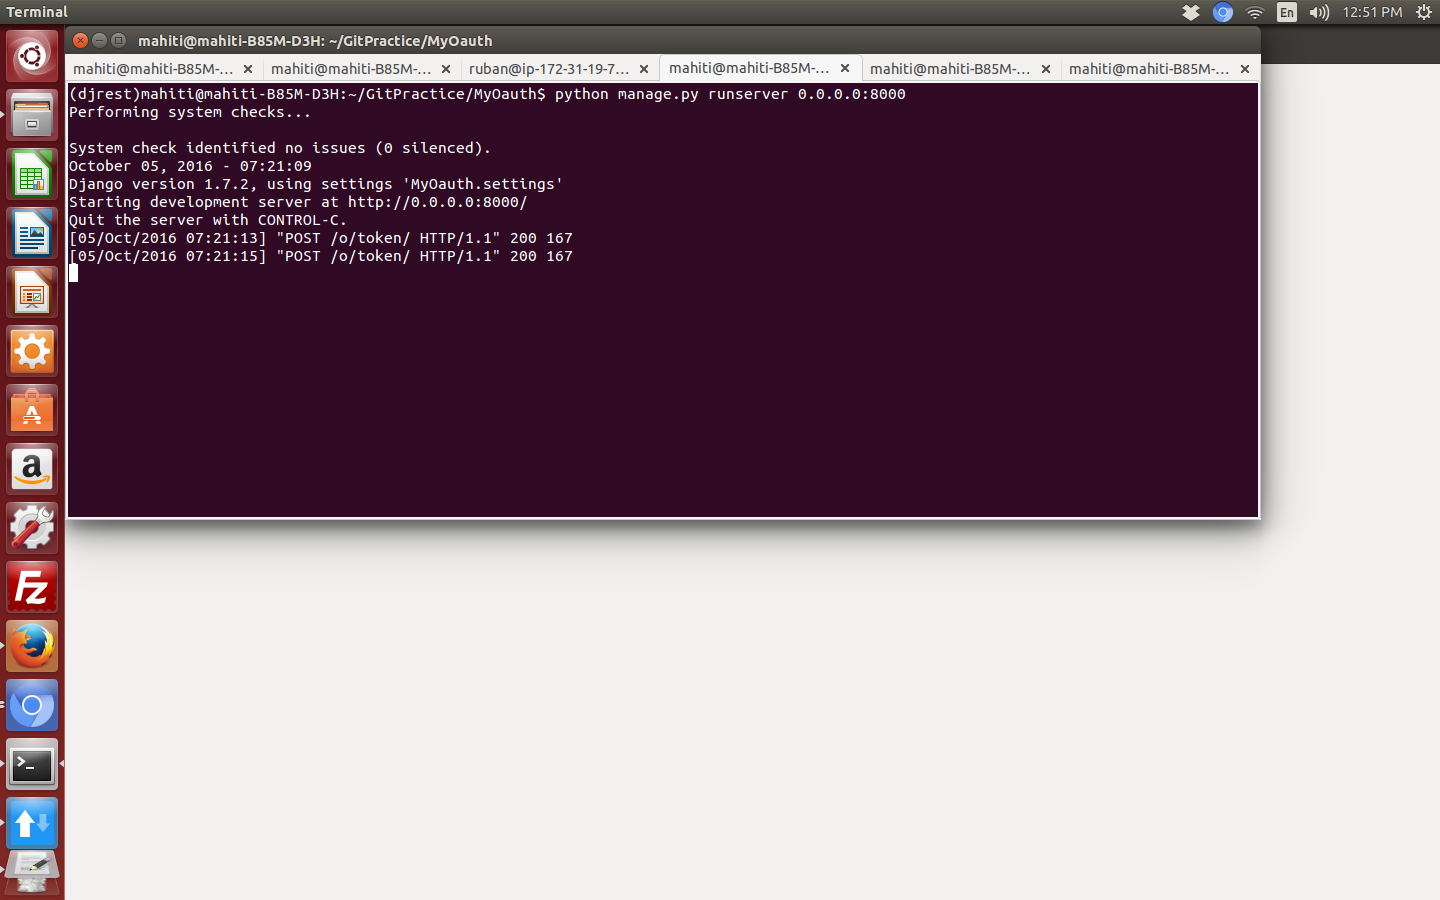 Terminal
En
12:51 PM
mahiti@mahiti-B85M-D3H: ~/GitPractice/MyOauth
mahiti@mahiti-B85M-... mahiti@mahiti-B85M-... ruban@ip-172-31-19-7... mahiti@mahiti-B85M-... mahiti@mahiti-B85M-... mahiti@mahiti-B85M-...
(djrest)mahiti@mahiti-B85M-D3H:~/GitPractice/MyOauth$ python manage.py runserver 0.0.0.0:8000
Performing system checks...
System check identified no issues (0 silenced).
October 05, 2016 - 07:21:09
Django version 1.7.2, using settings 'MyOauth.settings'
Starting development server at http://0.0.0.0:8000/
Quit the server with CONTROL-C.
[05/Oct/2016 07:21:13] "POST /o/token/ HTTP/1.1" 200 167
[05/Oct/2016 07:21:15] "POST /o/token/ HTTP/1.1" 200 167
A
a
Fz
>_